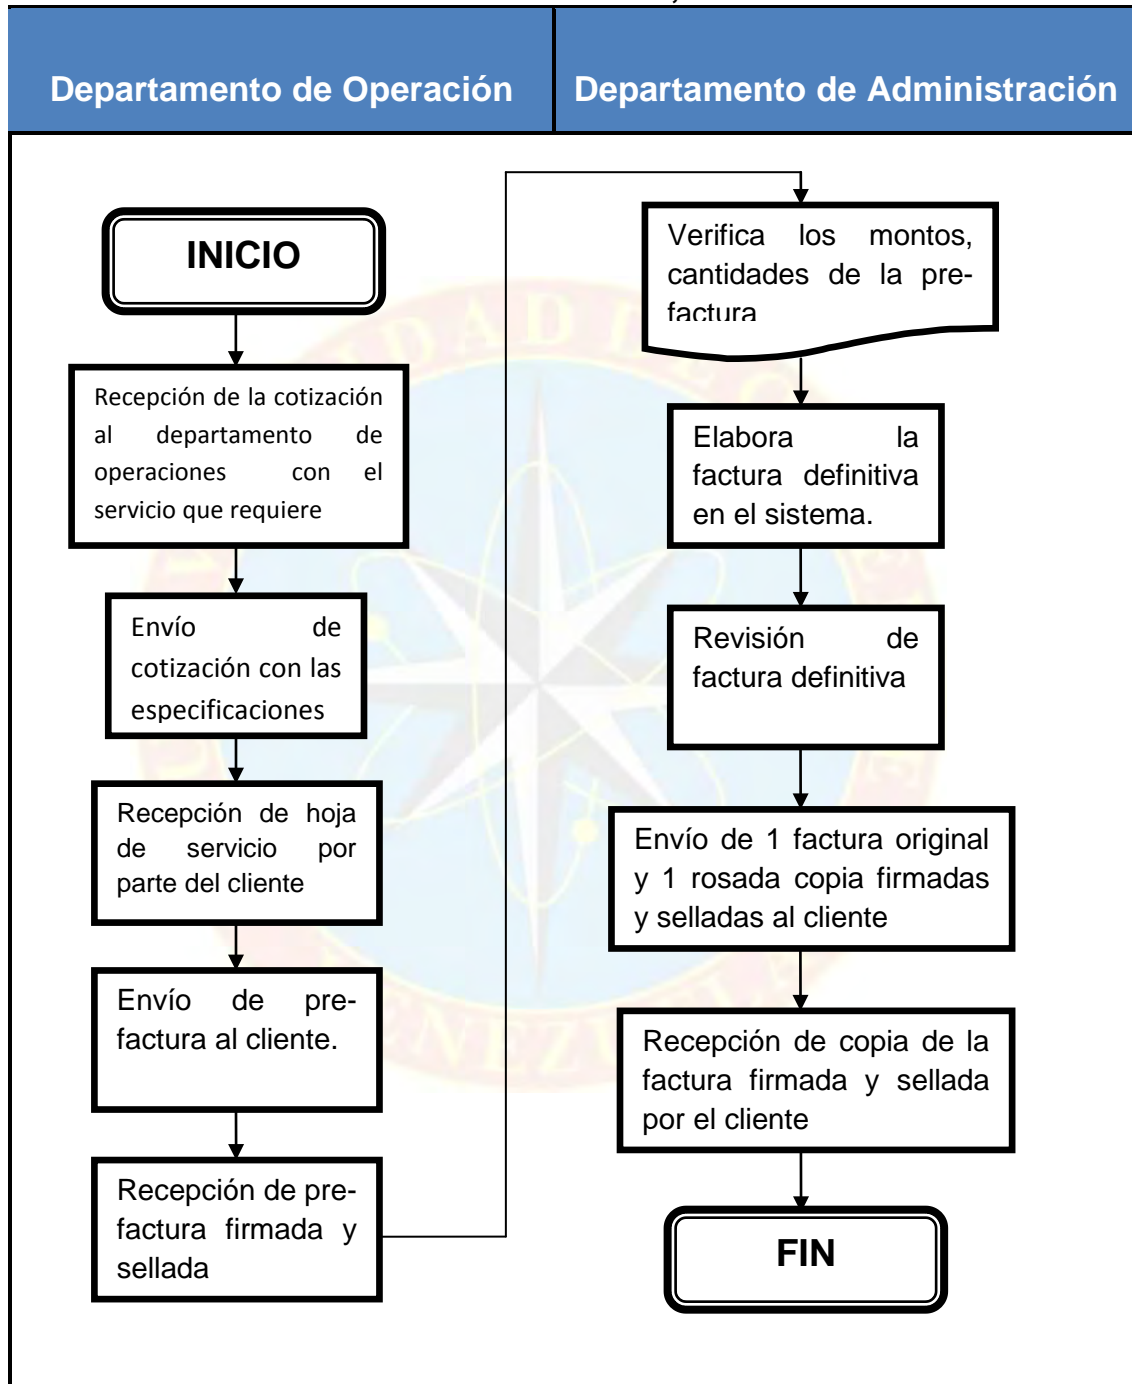 Departamento de Operación
Departamento de Administración
INICIO
Recepción de la cotización
al departamento de
operaciones con el
servicio que requiere
Envío de
cotización con las
especificaciones
Recepción de hoja
de servicio por
parte del cliente
Envío de pre-
factura al cliente.
Recepción de pre-
factura firmada y
sellada
Verifica los montos,
cantidades de la pre-
factura
Elabora la
factura definitiva
en el sistema.
Revisión de
factura definitiva
Envío de 1 factura original
y 1 rosada copia firmadas
y selladas al cliente
Recepción de copia de la
factura firmada y sellada
por el cliente
FIN